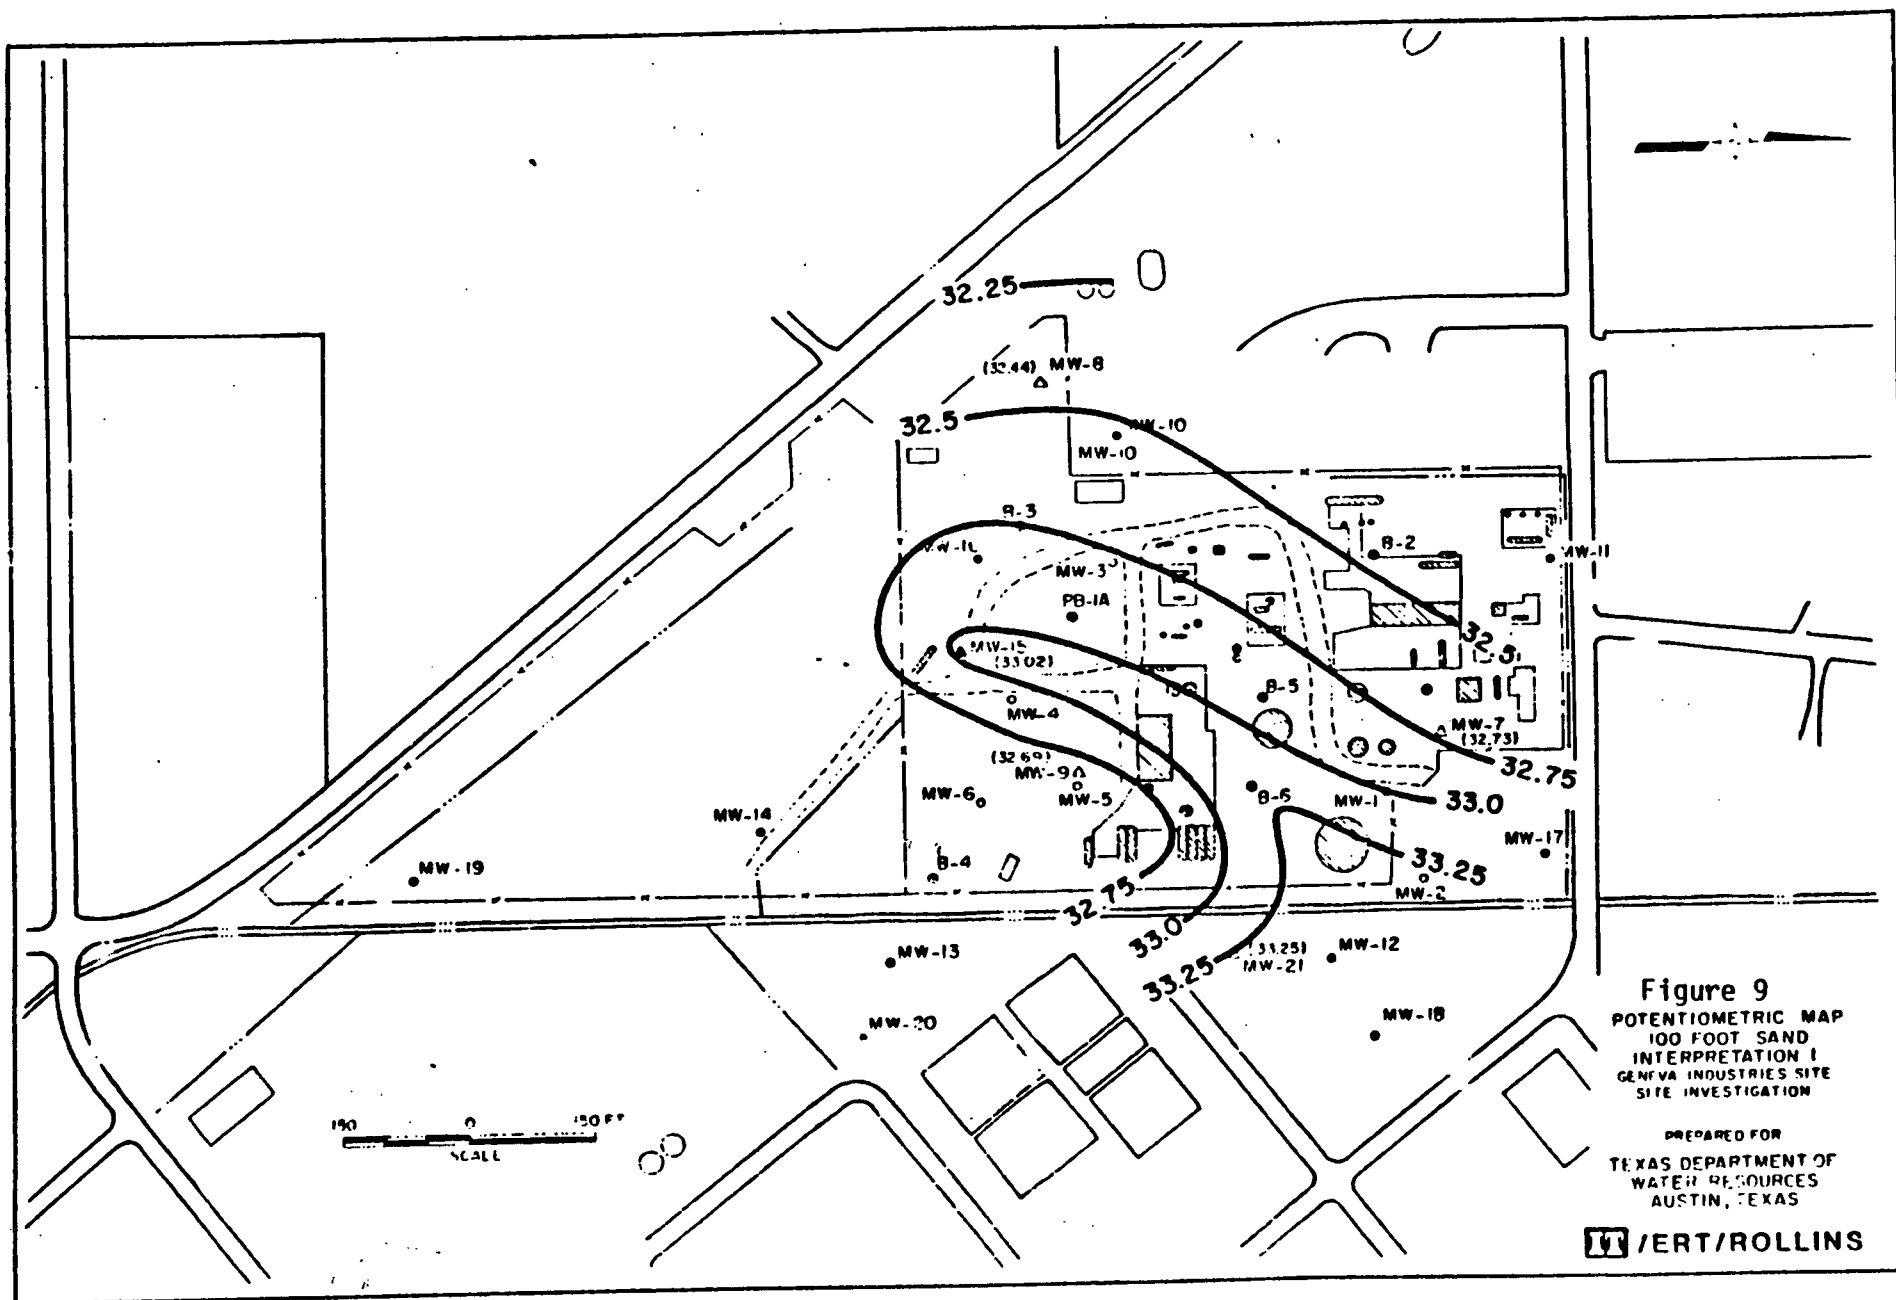 32.25
(32.44) MW-8
32.5
MW-10
MW-10
B-3
B-2
MW-11
MW-3
PB-1A
MW-15
(33.02)
32.5
B-5
MW-4
MW-7
(32.73)
(32.69)
MW-9
32.75
MW-5
MW-6
B-6
MW-1
33.0
MW-14
MW-17
B-4
MW-19
33.25
MW-2
32.75
33.0
(33.25)
MW-21
MW-12
MW-13
33.25
MW-20
MW-18
Figure 9
POTENTIOMETRIC MAP
100 FOOT SAND
INTERPRETATION I
GENEVA INDUSTRIES SITE
SITE INVESTIGATION
150 0 150 FT
SCALE
PREPARED FOR
TEXAS DEPARTMENT OF
WATER RESOURCES
AUSTIN, TEXAS
IT/ERT/ROLLINS